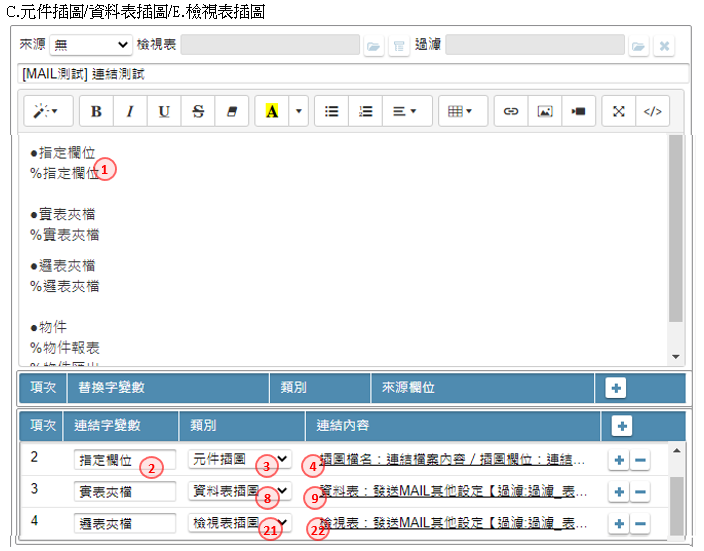 C.元件插圖/資料表插圖/E.檢視表插圖
來源 無 檢視表 過濾
[MAIL測試] 連結測試
B I U S A </>
●指定欄位
%指定欄位 1
●實表夾檔
%實表夾檔
●邏表夾檔
%邏表夾檔
●物件
%物件報表
項次 替換字變數 類別 來源欄位
項次 連結字變數 類別 連結內容
2 指定欄位 2 元件插圖 3 4 插圖檔名：連結檔案內容 / 插圖欄位：連結...
3 實表夾檔 資料表插圖 8 9 資料表：發送MAIL其他設定【過濾:過濾_表...
4 邏表夾檔 檢視表插圖 21 22 檢視表：發送MAIL其他設定【過濾:過濾_表...